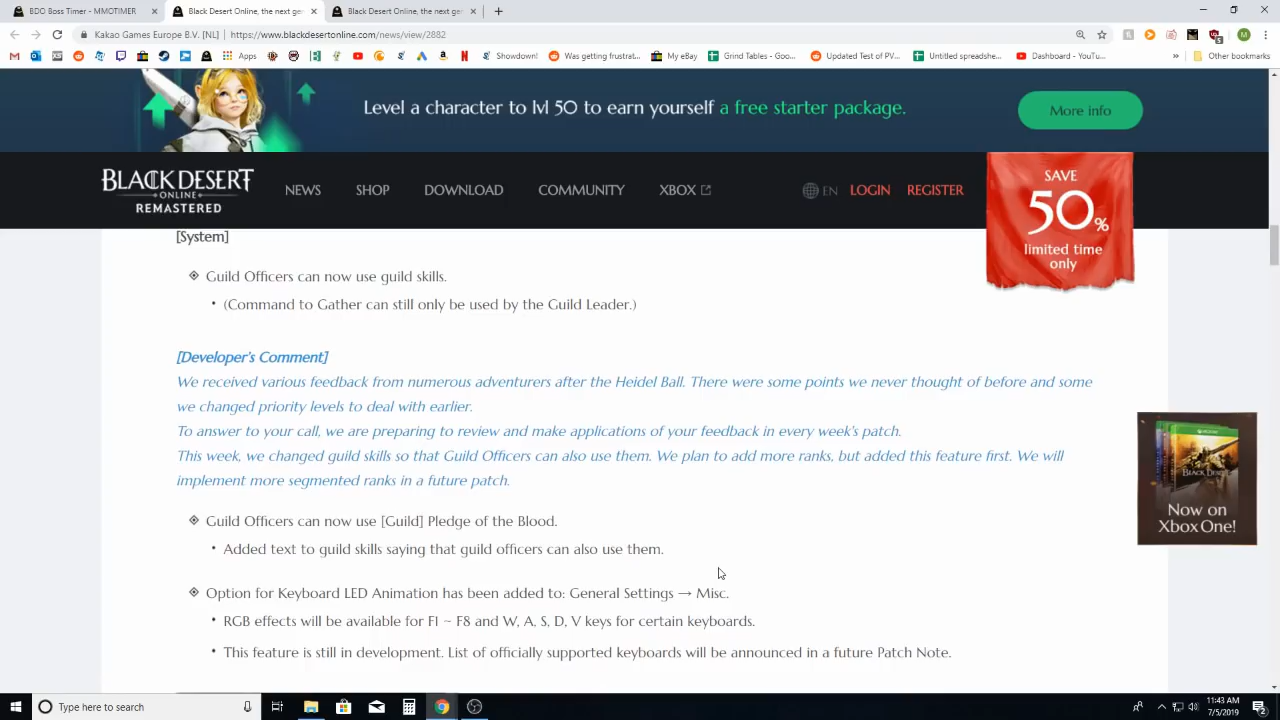 BDO Boss Timer - MMOTIMER
Black Desert Online, the next ge
Black Desert Online, the next ge
Kakao Games Europe B.V. [NL] | https://www.blackdesertonline.com/news/view/2882
Apps
Showdown!
Was getting frustrat...
My eBay
Grind Tables - Goo...
Updated Test of PV...
Untitled spreadshe...
Dashboard - YouTu...
Other bookmarks
Level a character to lvl 50 to earn yourself a free starter package.
More info
BLACK DESERT
ONLINE
REMASTERED
NEWS
SHOP
DOWNLOAD
COMMUNITY
XBOX
EN
LOGIN
REGISTER
SAVE
50%
limited time
only
[System]
Guild Officers can now use guild skills.
(Command to Gather can still only be used by the Guild Leader.)
[Developer's Comment]
We received various feedback from numerous adventurers after the Heidel Ball. There were some points we never thought of before and some
we changed priority levels to deal with earlier.
To answer to your call, we are preparing to review and make applications of your feedback in every week's patch.
This week, we changed guild skills so that Guild Officers can also use them. We plan to add more ranks, but added this feature first. We will
implement more segmented ranks in a future patch.
Guild Officers can now use [Guild] Pledge of the Blood.
Added text to guild skills saying that guild officers can also use them.
Option for Keyboard LED Animation has been added to: General Settings → Misc.
RGB effects will be available for F1 ~ F8 and W, A, S, D, V keys for certain keyboards.
This feature is still in development. List of officially supported keyboards will be announced in a future Patch Note.
BLACK DESERT
Now on
Xbox One!
Type here to search
11:43 AM
7/5/2019